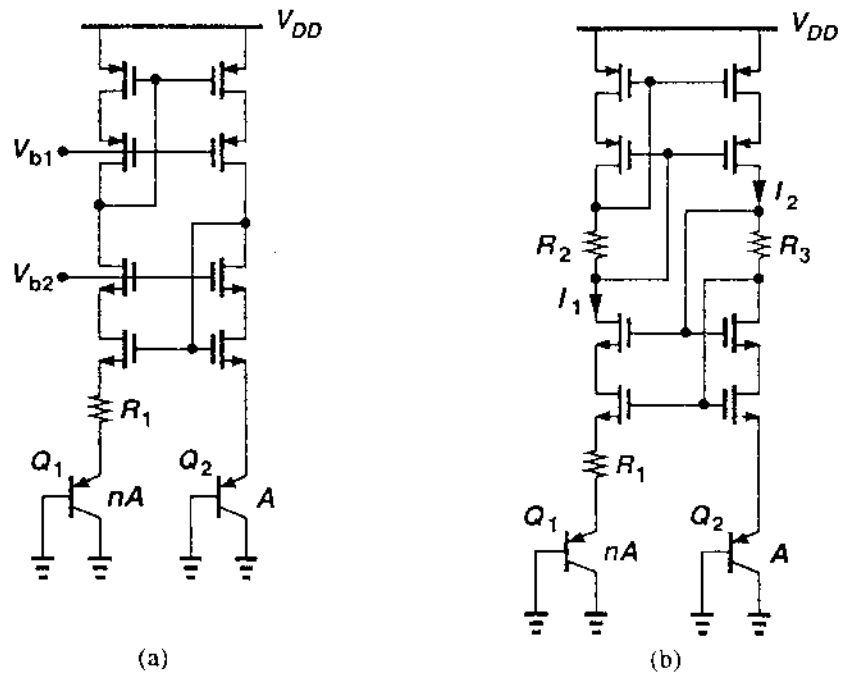 V_DD
V_b1
V_b2
R_1
Q_1
nA
Q_2
A
(a)
V_DD
I_2
R_2
R_3
I_1
R_1
Q_1
nA
Q_2
A
(b)